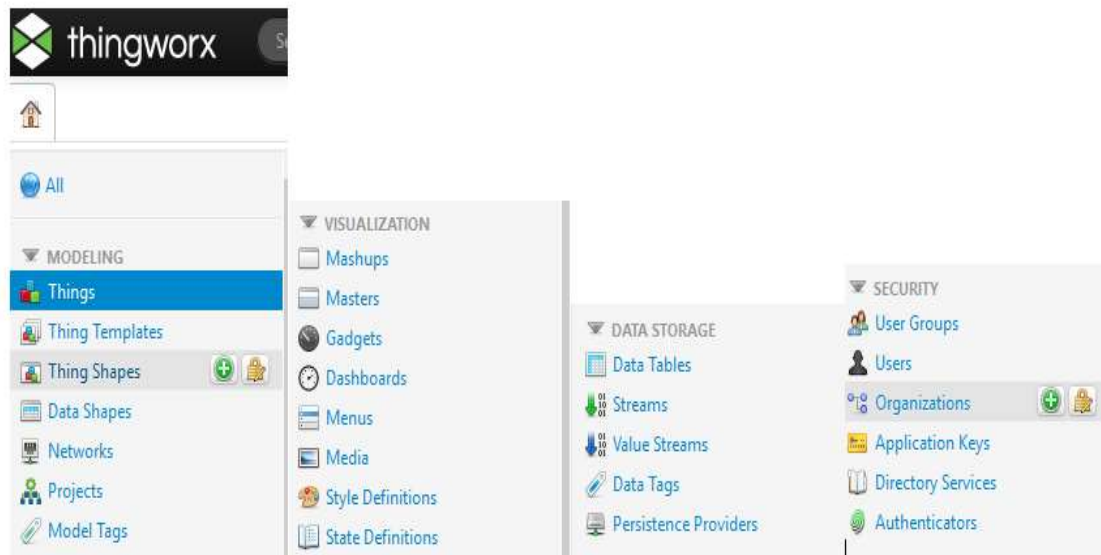 thingworx
All
MODELING
Things
Thing Templates
Thing Shapes
Data Shapes
Networks
Projects
Model Tags
VISUALIZATION
Mashups
Masters
Gadgets
Dashboards
Menus
Media
Style Definitions
State Definitions
DATA STORAGE
Data Tables
Streams
Value Streams
Data Tags
Persistence Providers
SECURITY
User Groups
Users
Organizations
Application Keys
Directory Services
Authenticators